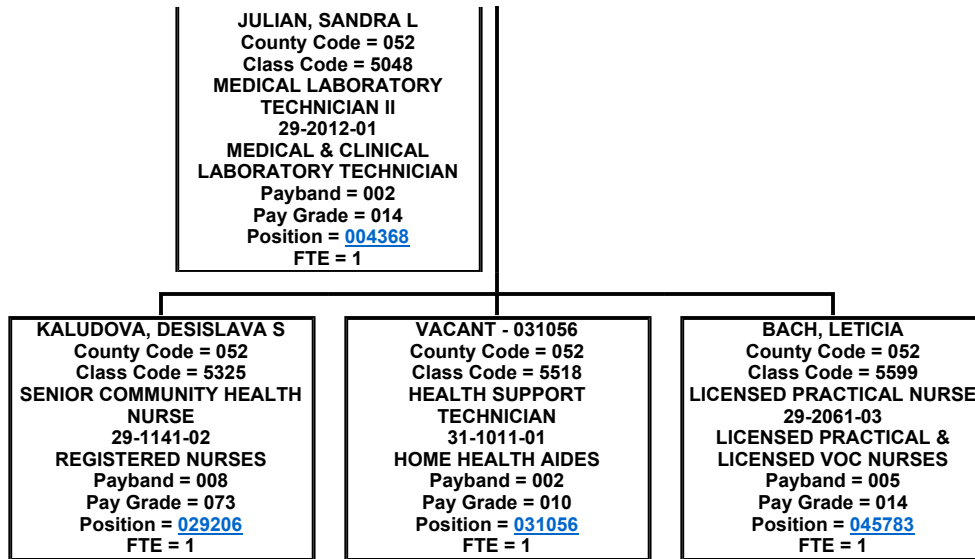 JULIAN, SANDRA L
County Code = 052
Class Code = 5048
MEDICAL LABORATORY
TECHNICIAN II
29-2012-01
MEDICAL & CLINICAL
LABORATORY TECHNICIAN
Payband = 002
Pay Grade = 014
Position = 004368
FTE = 1
KALUDOVA, DESISLAVA S
County Code = 052
Class Code = 5325
SENIOR COMMUNITY HEALTH
NURSE
29-1141-02
REGISTERED NURSES
Payband = 008
Pay Grade = 073
Position = 029206
FTE = 1
VACANT - 031056
County Code = 052
Class Code = 5518
HEALTH SUPPORT
TECHNICIAN
31-1011-01
HOME HEALTH AIDES
Payband = 002
Pay Grade = 010
Position = 031056
FTE = 1
BACH, LETICIA
County Code = 052
Class Code = 5599
LICENSED PRACTICAL NURSE
29-2061-03
LICENSED PRACTICAL &
LICENSED VOC NURSES
Payband = 005
Pay Grade = 014
Position = 045783
FTE = 1